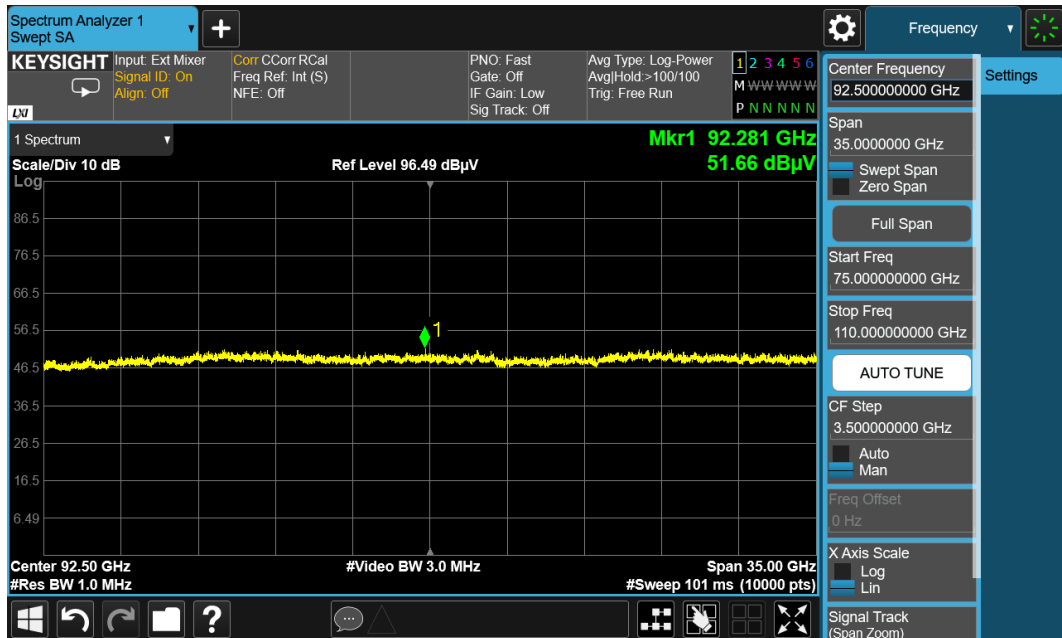 Spectrum Analyzer 1
Swept SA
Frequency
KEYSIGHT
LXI
Input: Ext Mixer
Signal ID: On
Align: Off
Corr CCorr RCal
Freq Ref: Int (S)
NFE: Off
PNO: Fast
Gate: Off
IF Gain: Low
Sig Track: Off
Avg Type: Log-Power
Avg|Hold:>100/100
Trig: Free Run
1 2 3 4 5 6
M W W W W W
P N N N N N
1 Spectrum
Scale/Div 10 dB
Log
Ref Level 96.49 dBµV
Mkr1 92.281 GHz
51.66 dBµV
86.5
76.5
66.5
56.5
46.5
36.5
26.5
16.5
6.49
1
Center 92.50 GHz
#Res BW 1.0 MHz
#Video BW 3.0 MHz
Span 35.00 GHz
#Sweep 101 ms (10000 pts)
Center Frequency
92.500000000 GHz
Settings
Span
35.0000000 GHz
Swept Span
Zero Span
Full Span
Start Freq
75.000000000 GHz
Stop Freq
110.000000000 GHz
AUTO TUNE
CF Step
3.500000000 GHz
Auto
Man
Freq Offset
0 Hz
X Axis Scale
Log
Lin
Signal Track
(Span Zoom)